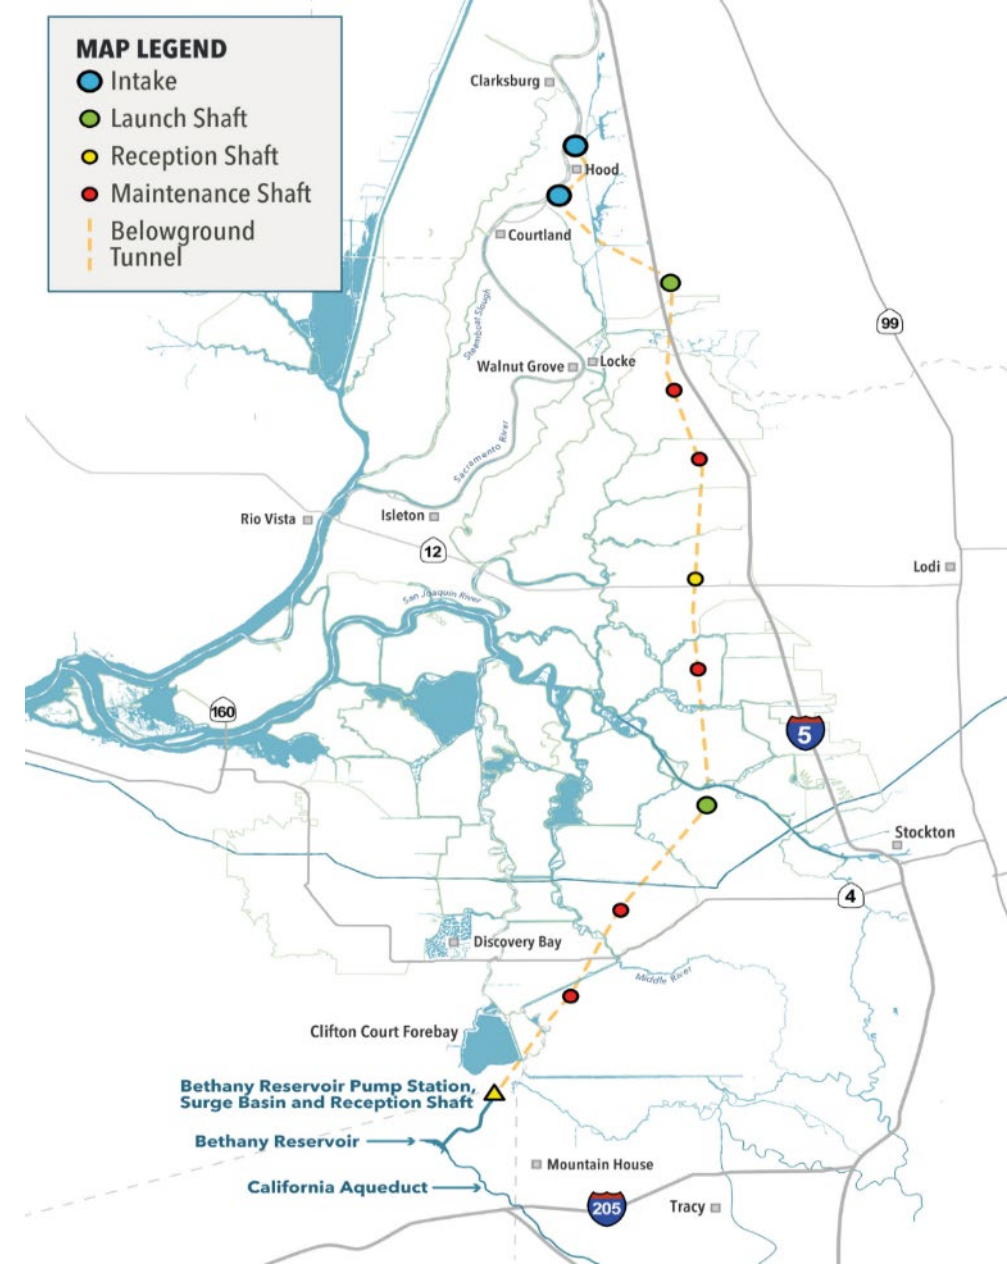 MAP LEGEND
Intake
Launch Shaft
Reception Shaft
Maintenance Shaft
Belowground
Tunnel
Clarksburg
Hood
Courtland
99
Steamboat Slough
Walnut Grove
Locke
Sacramento River
Rio Vista
Isleton
12
Lodi
San Joaquin River
160
5
Stockton
4
Discovery Bay
Middle River
Clifton Court Forebay
Bethany Reservoir Pump Station,
Surge Basin and Reception Shaft
Bethany Reservoir
Mountain House
California Aqueduct
205
Tracy